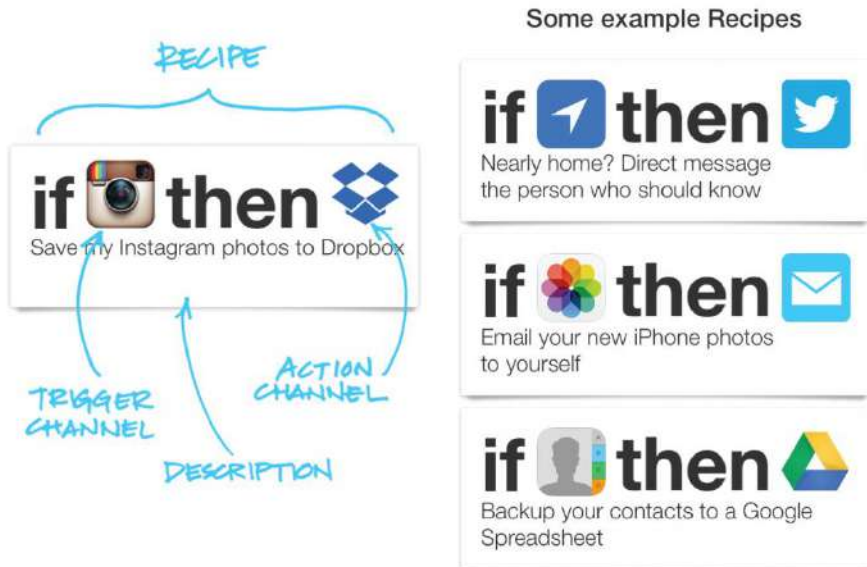 RECIPE
if then
Save my Instagram photos to Dropbox
TRIGGER
CHANNEL
ACTION
CHANNEL
DESCRIPTION
Some example Recipes
if then
Nearly home? Direct message
the person who should know
if then
Email your new iPhone photos
to yourself
if then
Backup your contacts to a Google
Spreadsheet